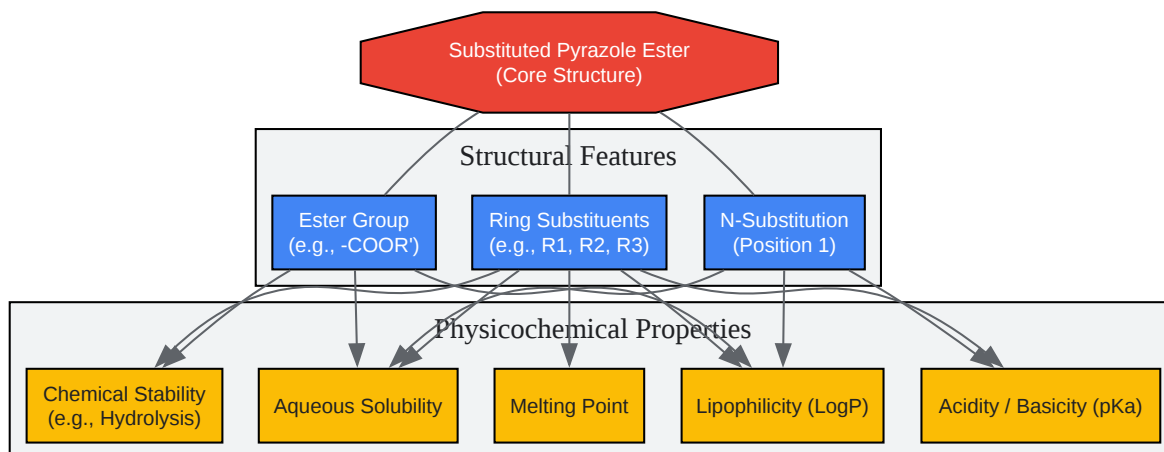 Substituted Pyrazole Ester
(Core Structure)
Structural Features
Ester Group
(e.g., -COOR')
Ring Substituents
(e.g., R1, R2, R3)
N-Substitution
(Position 1)
Physicochemical Properties
Chemical Stability
(e.g., Hydrolysis)
Aqueous Solubility
Melting Point
Lipophilicity (LogP)
Acidity / Basicity (pKa)